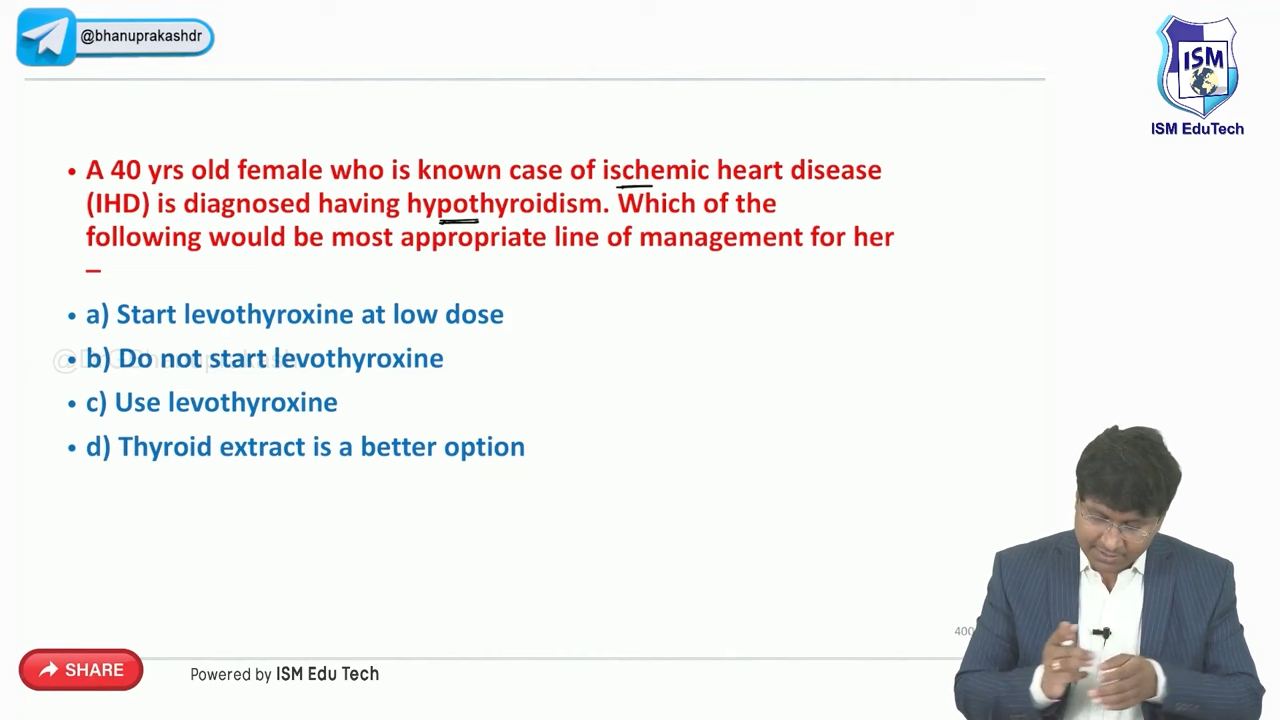 @bhanuprakashdr
ISM
ISM EduTech
• A 40 yrs old female who is known case of ischemic heart disease
(IHD) is diagnosed having hypothyroidism. Which of the
following would be most appropriate line of management for her
–
• a) Start levothyroxine at low dose
• b) Do not start levothyroxine
• c) Use levothyroxine
• d) Thyroid extract is a better option
400
SHARE
Powered by ISM Edu Tech